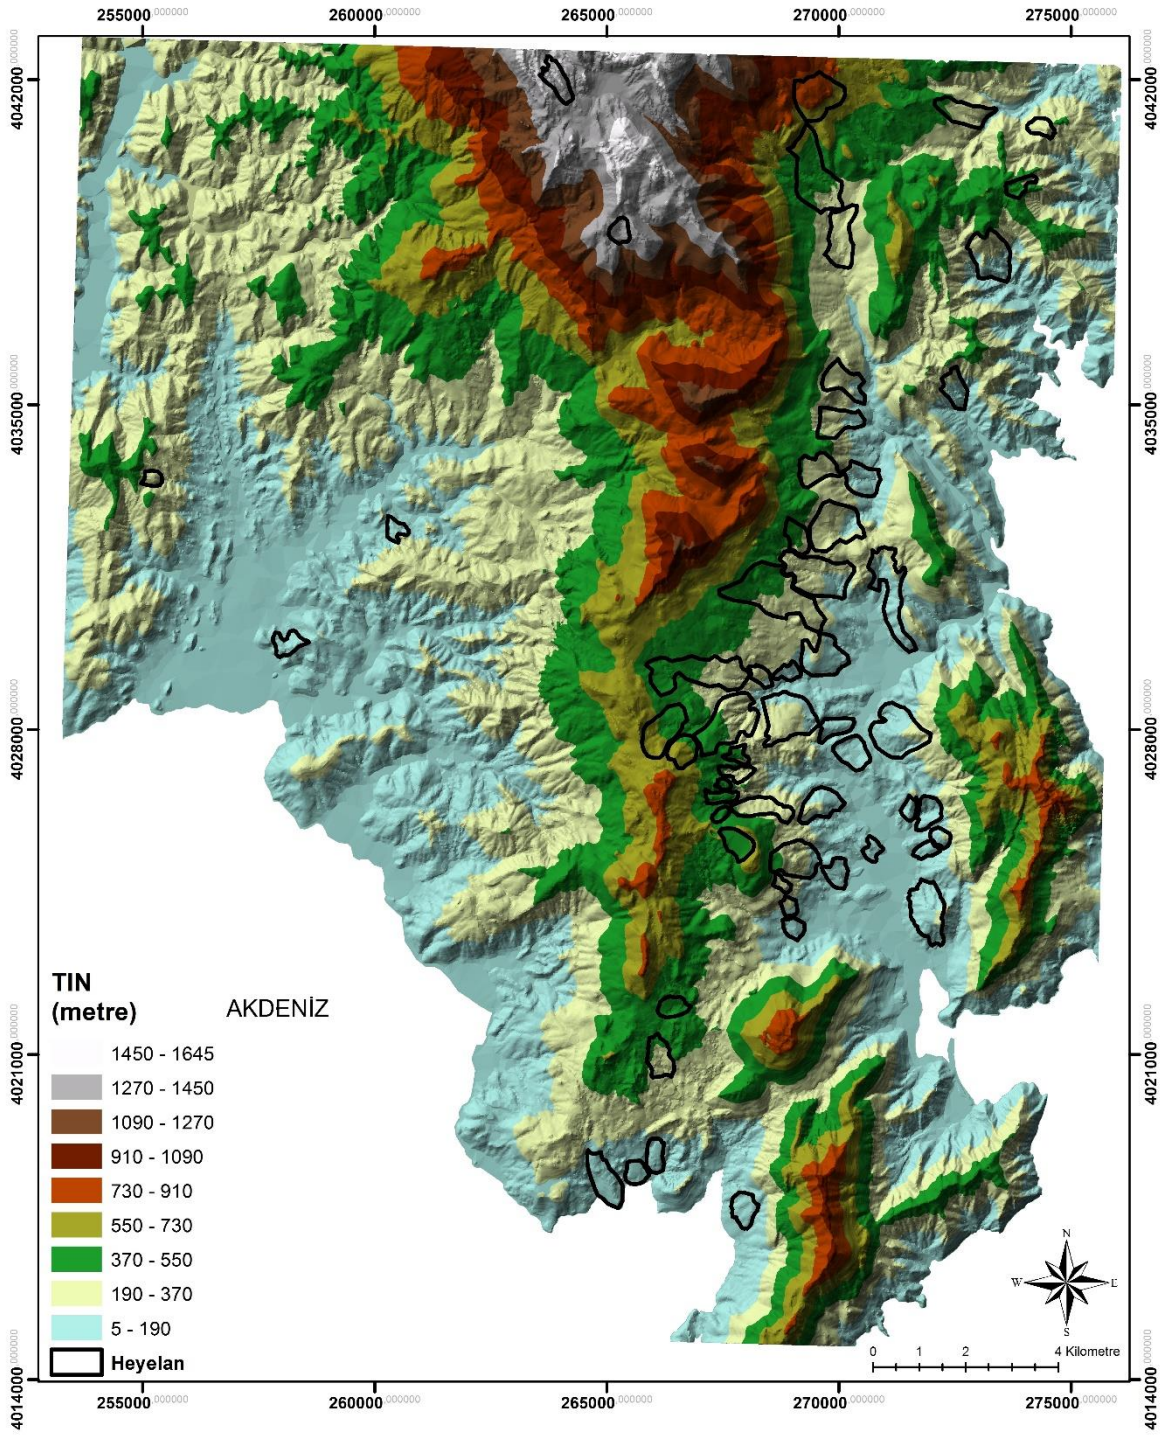 255000,000000 260000,000000 265000,000000 270000,000000 275000,000000
4042000,000000 4042000,000000
4035000,000000 4035000,000000
4028000,000000 4028000,000000
4021000,000000 4021000,000000
4014000,000000 4014000,000000
TIN
(metre)
AKDENİZ
1450 - 1645
1270 - 1450
1090 - 1270
910 - 1090
730 - 910
550 - 730
370 - 550
190 - 370
5 - 190
Heyelan
N
W E
S
0 1 2 4 Kilometre
255000,000000 260000,000000 265000,000000 270000,000000 275000,000000